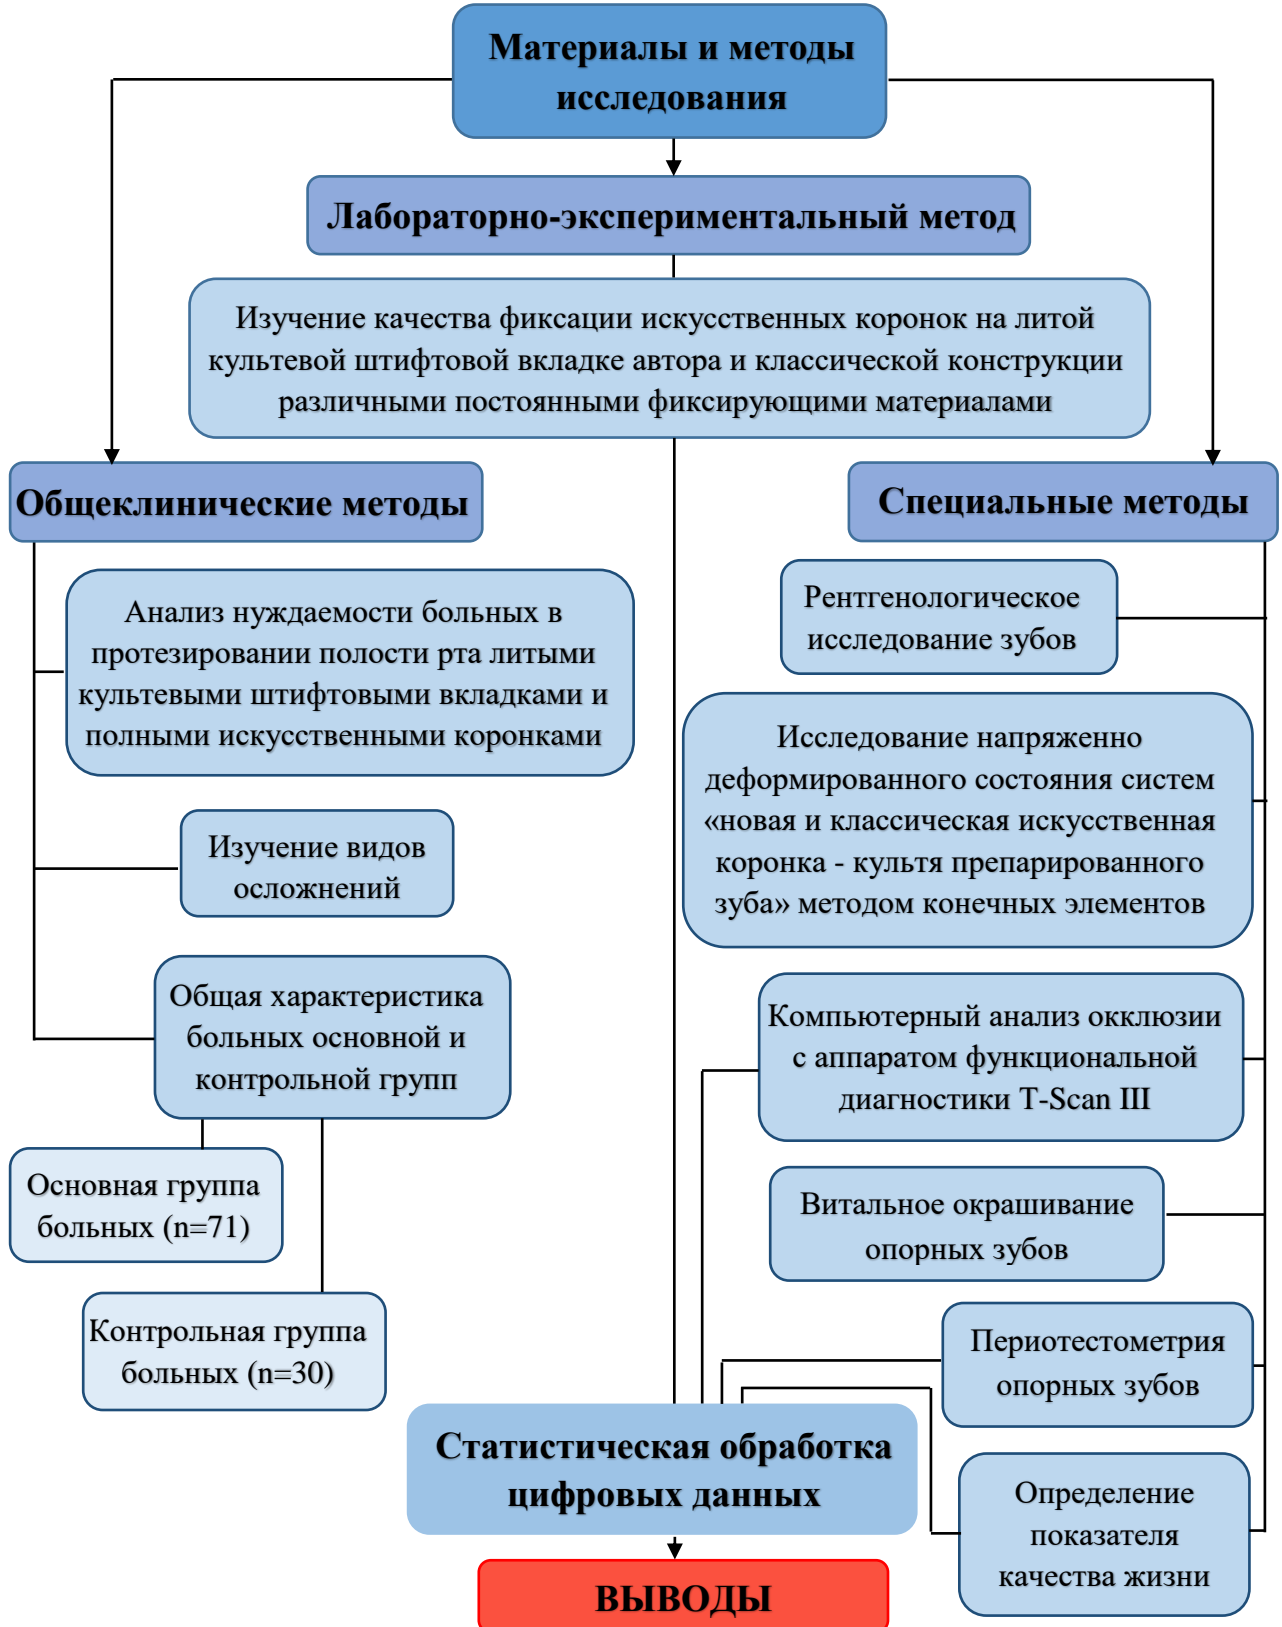 Материалы и методы
исследования
Лабораторно-экспериментальный метод
Изучение качества фиксации искусственных коронок на литой
культевой штифтовой вкладке автора и классической конструкции
различными постоянными фиксирующими материалами
Общеклинические методы
Анализ нуждаемости больных в
протезировании полости рта литыми
культевыми штифтовыми вкладками и
полными искусственными коронками
Изучение видов
осложнений
Общая характеристика
больных основной и
контрольной групп
Основная группа
больных (n=71)
Контрольная группа
больных (n=30)
Специальные методы
Рентгенологическое
исследование зубов
Исследование напряженно
деформированного состояния систем
«новая и классическая искусственная
коронка - культя препарированного
зуба» методом конечных элементов
Компьютерный анализ окклюзии
с аппаратом функциональной
диагностики T-Scan III
Витальное окрашивание
опорных зубов
Периотестометрия
опорных зубов
Определение
показателя
качества жизни
Статистическая обработка
цифровых данных
ВЫВОДЫ